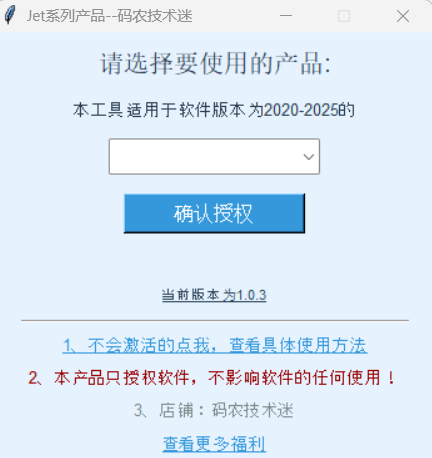 Jet系列产品--码农技术迷
请选择要使用的产品:
本工具适用于软件版本为2020-2025的
确认授权
当前版本为1.0.3
1、不会激活的点我，查看具体使用方法
2、本产品只授权软件，不影响软件的任何使用！
3、店铺：码农技术迷
查看更多福利